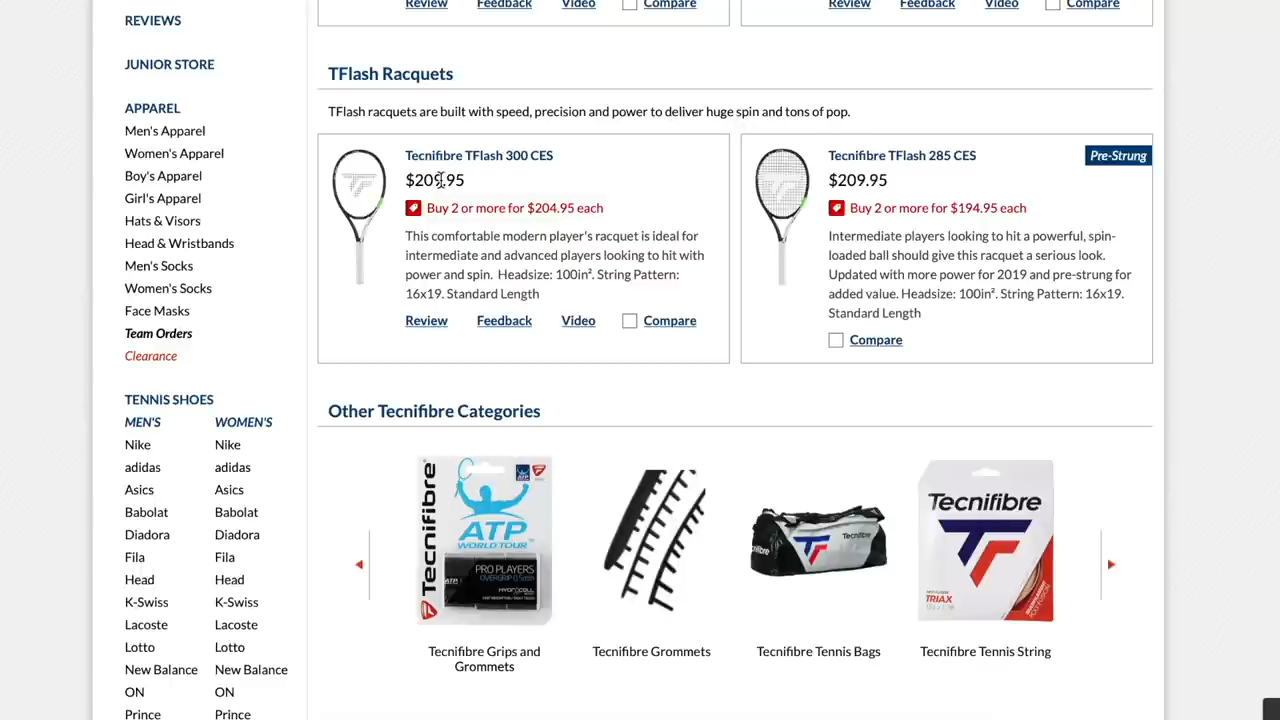 REVIEWS
JUNIOR STORE
APPAREL
Men's Apparel
Women's Apparel
Boy's Apparel
Girl's Apparel
Hats & Visors
Head & Wristbands
Men's Socks
Women's Socks
Face Masks
Team Orders
Clearance
TENNIS SHOES
MEN'S WOMEN'S
Nike Nike
adidas adidas
Asics Asics
Babolat Babolat
Diadora Diadora
Fila Fila
Head Head
K-Swiss K-Swiss
Lacoste Lacoste
Lotto Lotto
New Balance New Balance
ON ON
Prince Prince
Review Feedback Video Compare
Review Feedback Video Compare
TFlash Racquets
TFlash racquets are built with speed, precision and power to deliver huge spin and tons of pop.
Tecnifibre TFlash 300 CES
$209.95
Buy 2 or more for $204.95 each
This comfortable modern player's racquet is ideal for
intermediate and advanced players looking to hit with
power and spin. Headsize: 100in². String Pattern:
16x19. Standard Length
Review Feedback Video Compare
Tecnifibre TFlash 285 CES
Pre-Strung
$209.95
Buy 2 or more for $194.95 each
Intermediate players looking to hit a powerful, spin-
loaded ball should give this racquet a serious look.
Updated with more power for 2019 and pre-strung for
added value. Headsize: 100in². String Pattern: 16x19.
Standard Length
Compare
Other Tecnifibre Categories
Tecnifibre
ATP
WORLD TOUR
PRO PLAYERS
Tecnifibre Grips and
Grommets
Tecnifibre Grommets
Tecnifibre
Tecnifibre Tennis Bags
Tecnifibre
TRIAX
Tecnifibre Tennis String